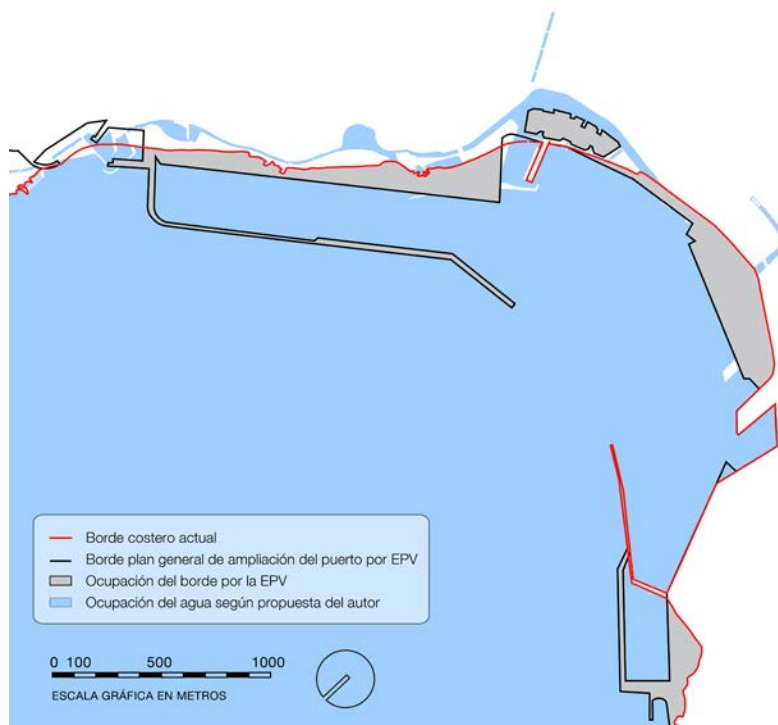 Borde costero actual
Borde plan general de ampliación del puerto por EPV
Ocupación del borde por la EPV
Ocupación del agua según propuesta del autor
0 100 500 1000
ESCALA GRÁFICA EN METROS